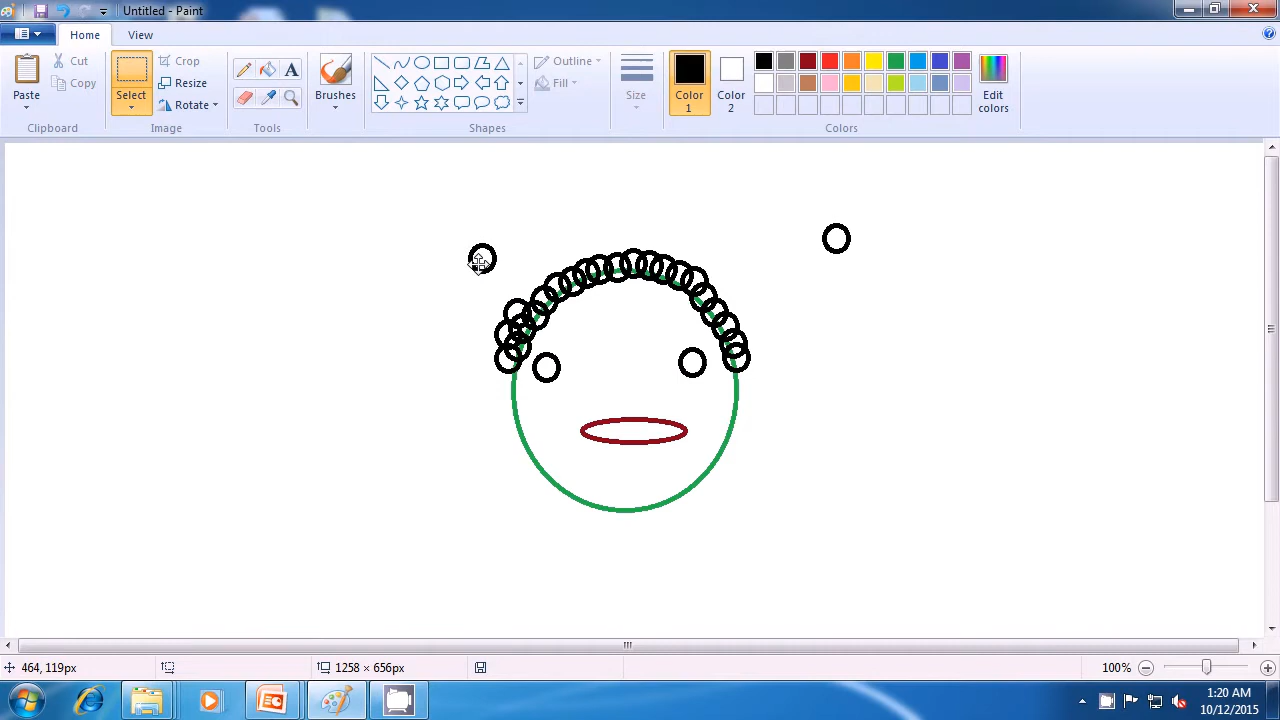 Untitled - Paint
Home View
Paste
Cut
Copy
Clipboard
Select
Crop
Resize
Rotate
Image
A
Tools
Brushes
Shapes
Outline
Fill
Size
Color 1
Color 2
Edit colors
Colors
464, 119px
1258 × 656px
100%
1:20 AM
10/12/2015